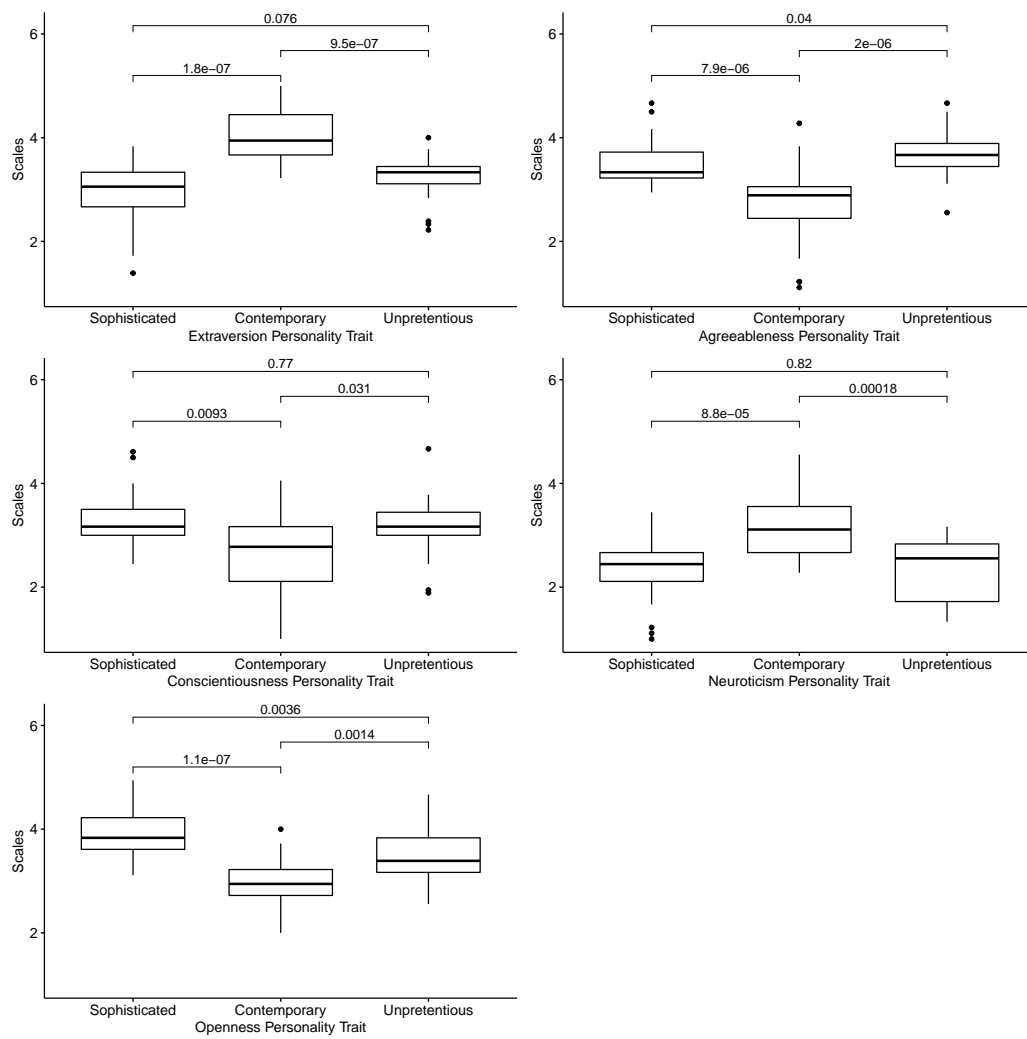 0.076
9.5e−07
1.8e−07
6
4
2
Scales
Sophisticated Contemporary Unpretentious
Extraversion Personality Trait
0.04
2e−06
7.9e−06
6
4
2
Scales
Sophisticated Contemporary Unpretentious
Agreeableness Personality Trait
0.77
0.031
0.0093
6
4
2
Scales
Sophisticated Contemporary Unpretentious
Conscientiousness Personality Trait
0.82
0.00018
8.8e−05
6
4
2
Scales
Sophisticated Contemporary Unpretentious
Neuroticism Personality Trait
0.0036
0.0014
1.1e−07
6
4
2
Scales
Sophisticated Contemporary Unpretentious
Openness Personality Trait